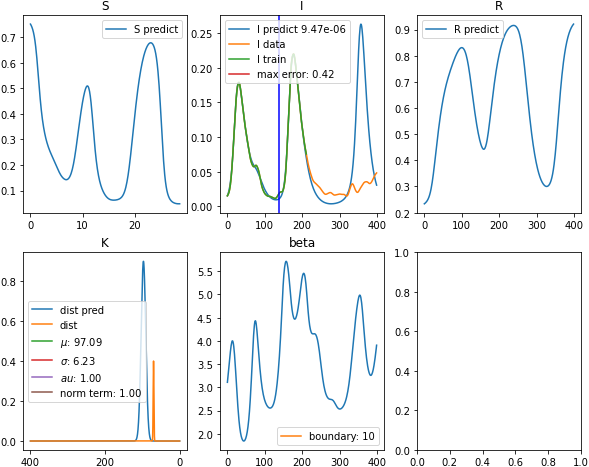 S
S predict
0.7
0.6
0.5
0.4
0.3
0.2
0.1
0 10 20
I
I predict 9.47e-06
I data
I train
max error: 0.42
0.25
0.20
0.15
0.10
0.05
0.00
0 100 200 300 400
R
R predict
0.9
0.8
0.7
0.6
0.5
0.4
0.3
0.2
0 100 200 300 400
K
dist pred
dist
μ: 97.09
σ: 6.23
au: 1.00
norm term: 1.00
0.8
0.6
0.4
0.2
0.0
400 200 0
beta
boundary: 10
5.5
5.0
4.5
4.0
3.5
3.0
2.5
2.0
0 100 200 300 400
1.0
0.8
0.6
0.4
0.2
0.0
0.0 0.2 0.4 0.6 0.8 1.0